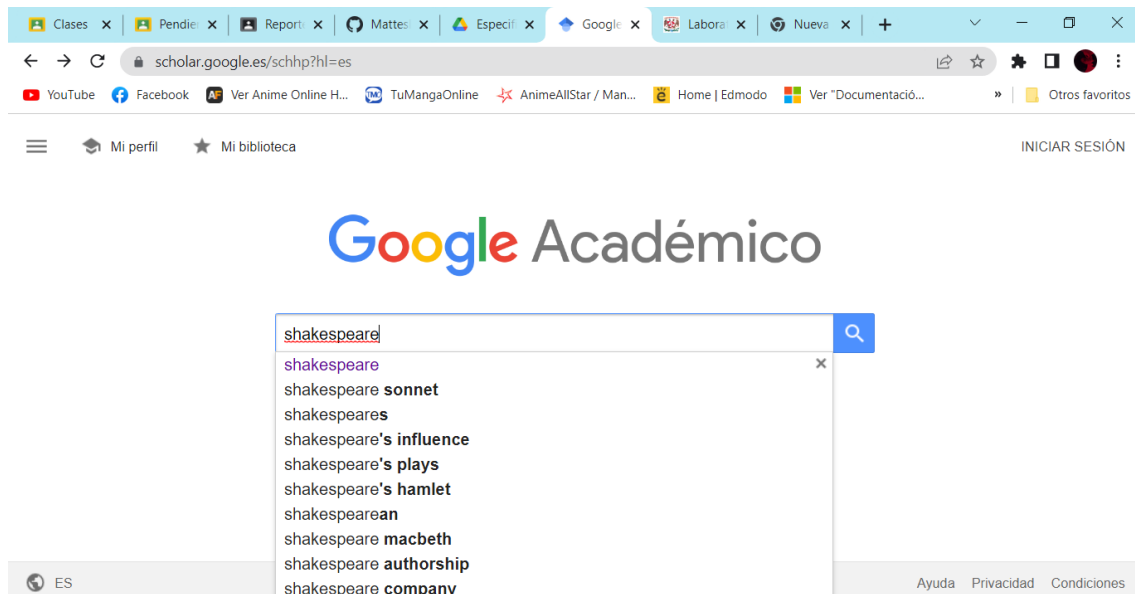 Clases
Pendie
Report
Mattes
Especif
Google
Labora
Nueva
scholar.google.es/schhp?hl=es
YouTube
Facebook
AF Ver Anime Online H...
TMO TuMangaOnline
AnimeAllStar / Man...
ë Home | Edmodo
Ver "Documentació...
»
Otros favoritos
Mi perfil
Mi biblioteca
INICIAR SESIÓN
Google Académico
shakespeare
shakespeare
shakespeare sonnet
shakespeares
shakespeare's influence
shakespeare's plays
shakespeare's hamlet
shakespearean
shakespeare macbeth
shakespeare authorship
shakespeare company
ES
Ayuda Privacidad Condiciones